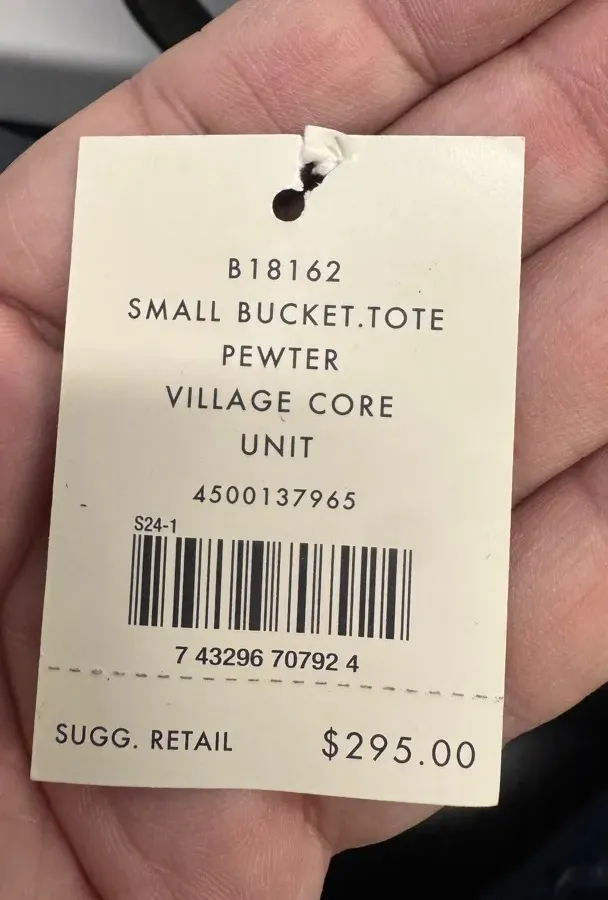 B18162
SMALL BUCKET.TOTE
PEWTER
VILLAGE CORE
UNIT
4500137965
S24-1
7 43296 70792 4
SUGG. RETAIL $295.00